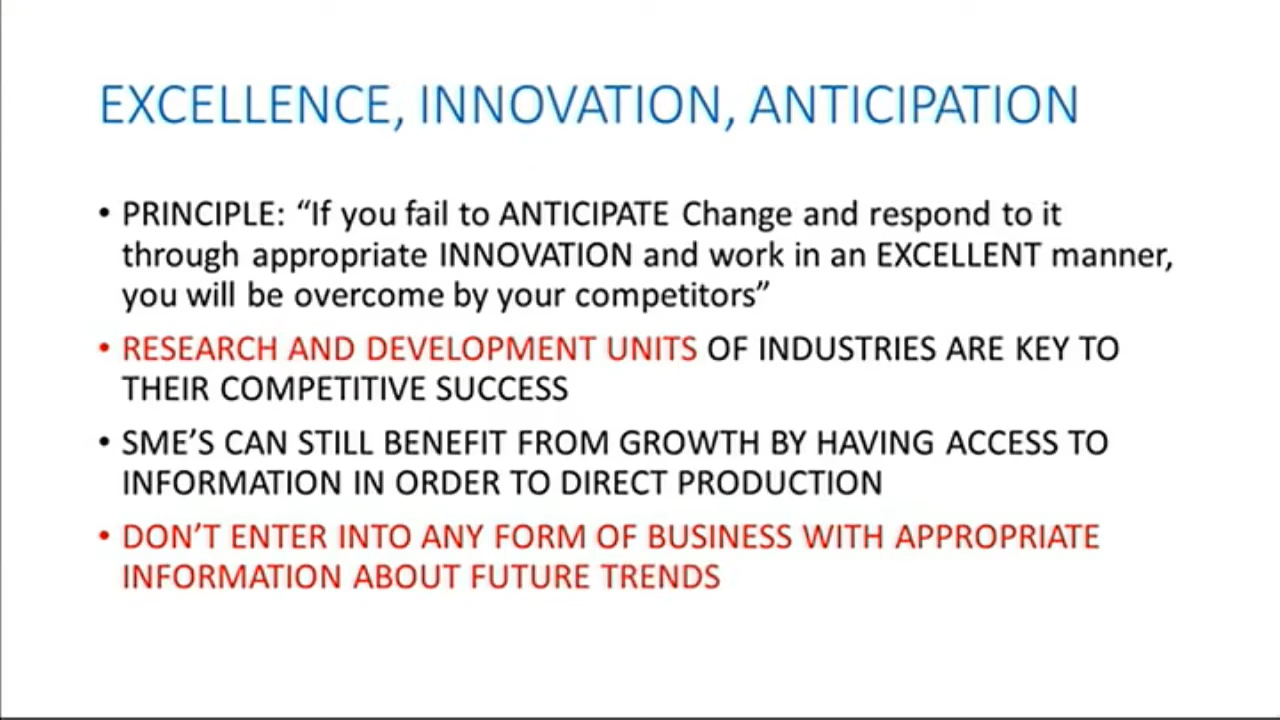 EXCELLENCE, INNOVATION, ANTICIPATION
• PRINCIPLE: “If you fail to ANTICIPATE Change and respond to it
through appropriate INNOVATION and work in an EXCELLENT manner,
you will be overcome by your competitors”
• RESEARCH AND DEVELOPMENT UNITS OF INDUSTRIES ARE KEY TO
THEIR COMPETITIVE SUCCESS
• SME’S CAN STILL BENEFIT FROM GROWTH BY HAVING ACCESS TO
INFORMATION IN ORDER TO DIRECT PRODUCTION
• DON’T ENTER INTO ANY FORM OF BUSINESS WITH APPROPRIATE
INFORMATION ABOUT FUTURE TRENDS